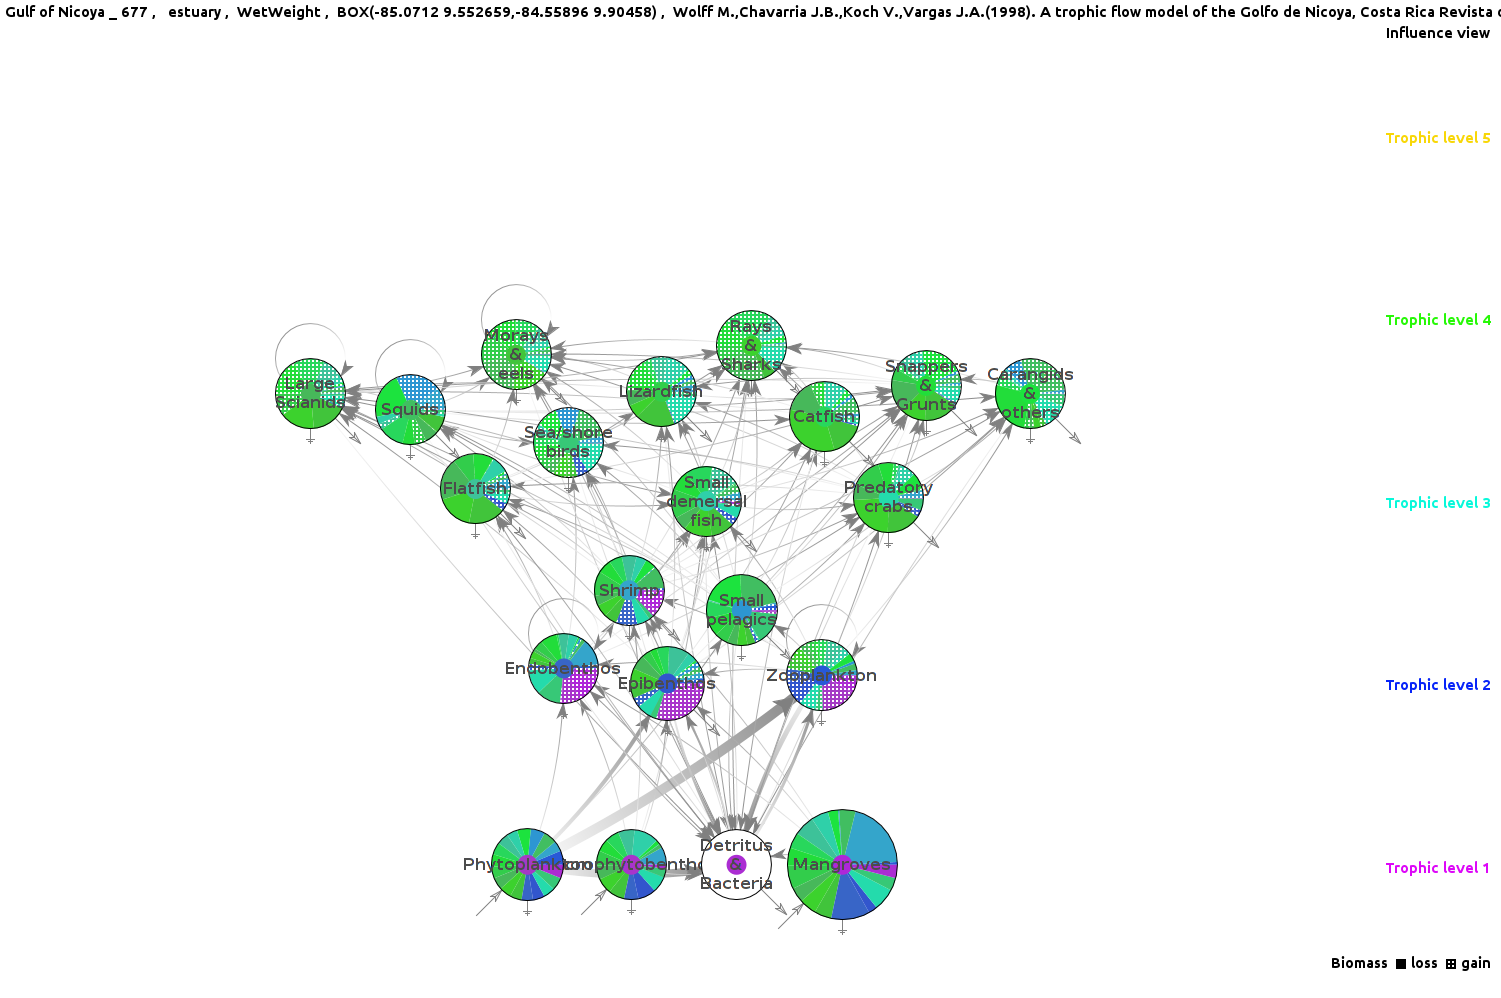 Gulf of Nicoya _ 677 ,   estuary ,  WetWeight ,  BOX(-85.0712 9.552659,-84.55896 9.90458) ,  Wolff M.,Chavarria J.B.,Koch V.,Vargas J.A.(1998). A trophic flow model of the Golfo de Nicoya, Costa Rica Revista
Influence view
Trophic level 5
Trophic level 4
Morays
&
eels
Rays
&
Sharks
Large
Scianids
Squids
Lizardfish
Catfish
Snappers
&
Grunts
Carangids
&
others
Sea/shore
birds
Flatfish
Small
demersal
fish
Predatory
crabs
Trophic level 3
Shrimp
Small
pelagics
Endobenthos
Epibenthos
Zooplankton
Trophic level 2
Phytoplankton
Detritus
&
Bacteria
Mangroves
Trophic level 1
Biomass loss gain